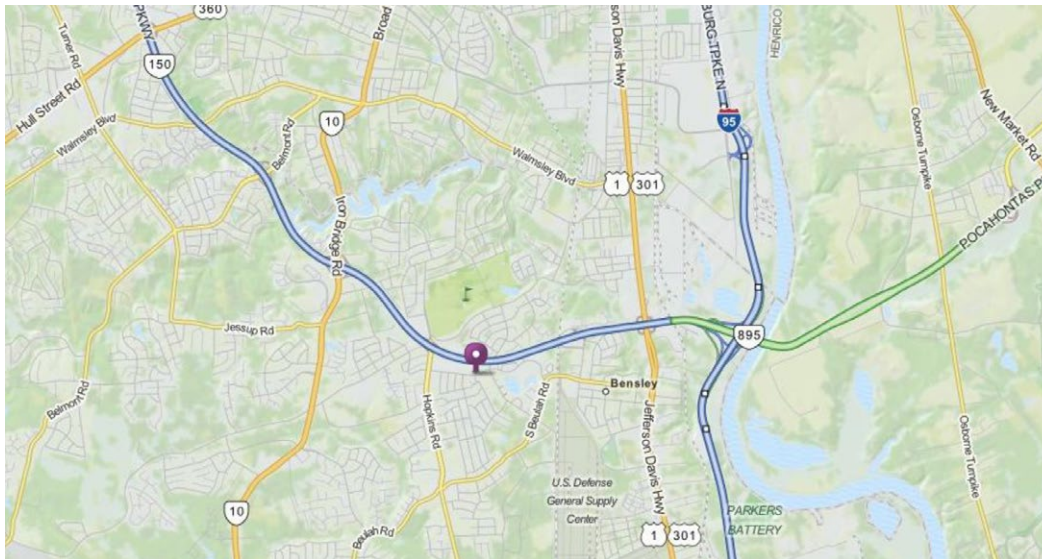 PKWY
360
Broad
son Davis Hwy
BURG TPKE N
HENRICO
Turner Rd
150
Hull Street Rd
10
95
New Market Rd
Osborne Turnpike
Walmsley Blvd
Belmont Rd
Walmsley Blvd
1
301
Iron Bridge Rd
POCAHONTAS P
Jessup Rd
895
Bensley
Belmont Rd
Hopkins Rd
S Beulah Rd
Jefferson Davis Hwy
Osborne Turnpike
U.S. Defense
General Supply
Center
10
Beulah Rd
1
301
PARKERS
BATTERY